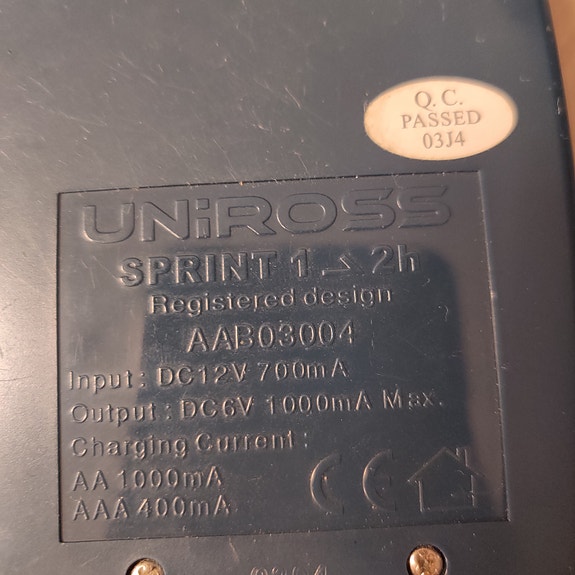 Q.C.
PASSED
03J4
UNiROSS
SPRINT 1 > 2h
Registered design
AAB03004
Input : DC12V 700mA
Output : DC6V 1000mA Max.
Charging Current :
AA 1000mA
AAA 400mA
CE